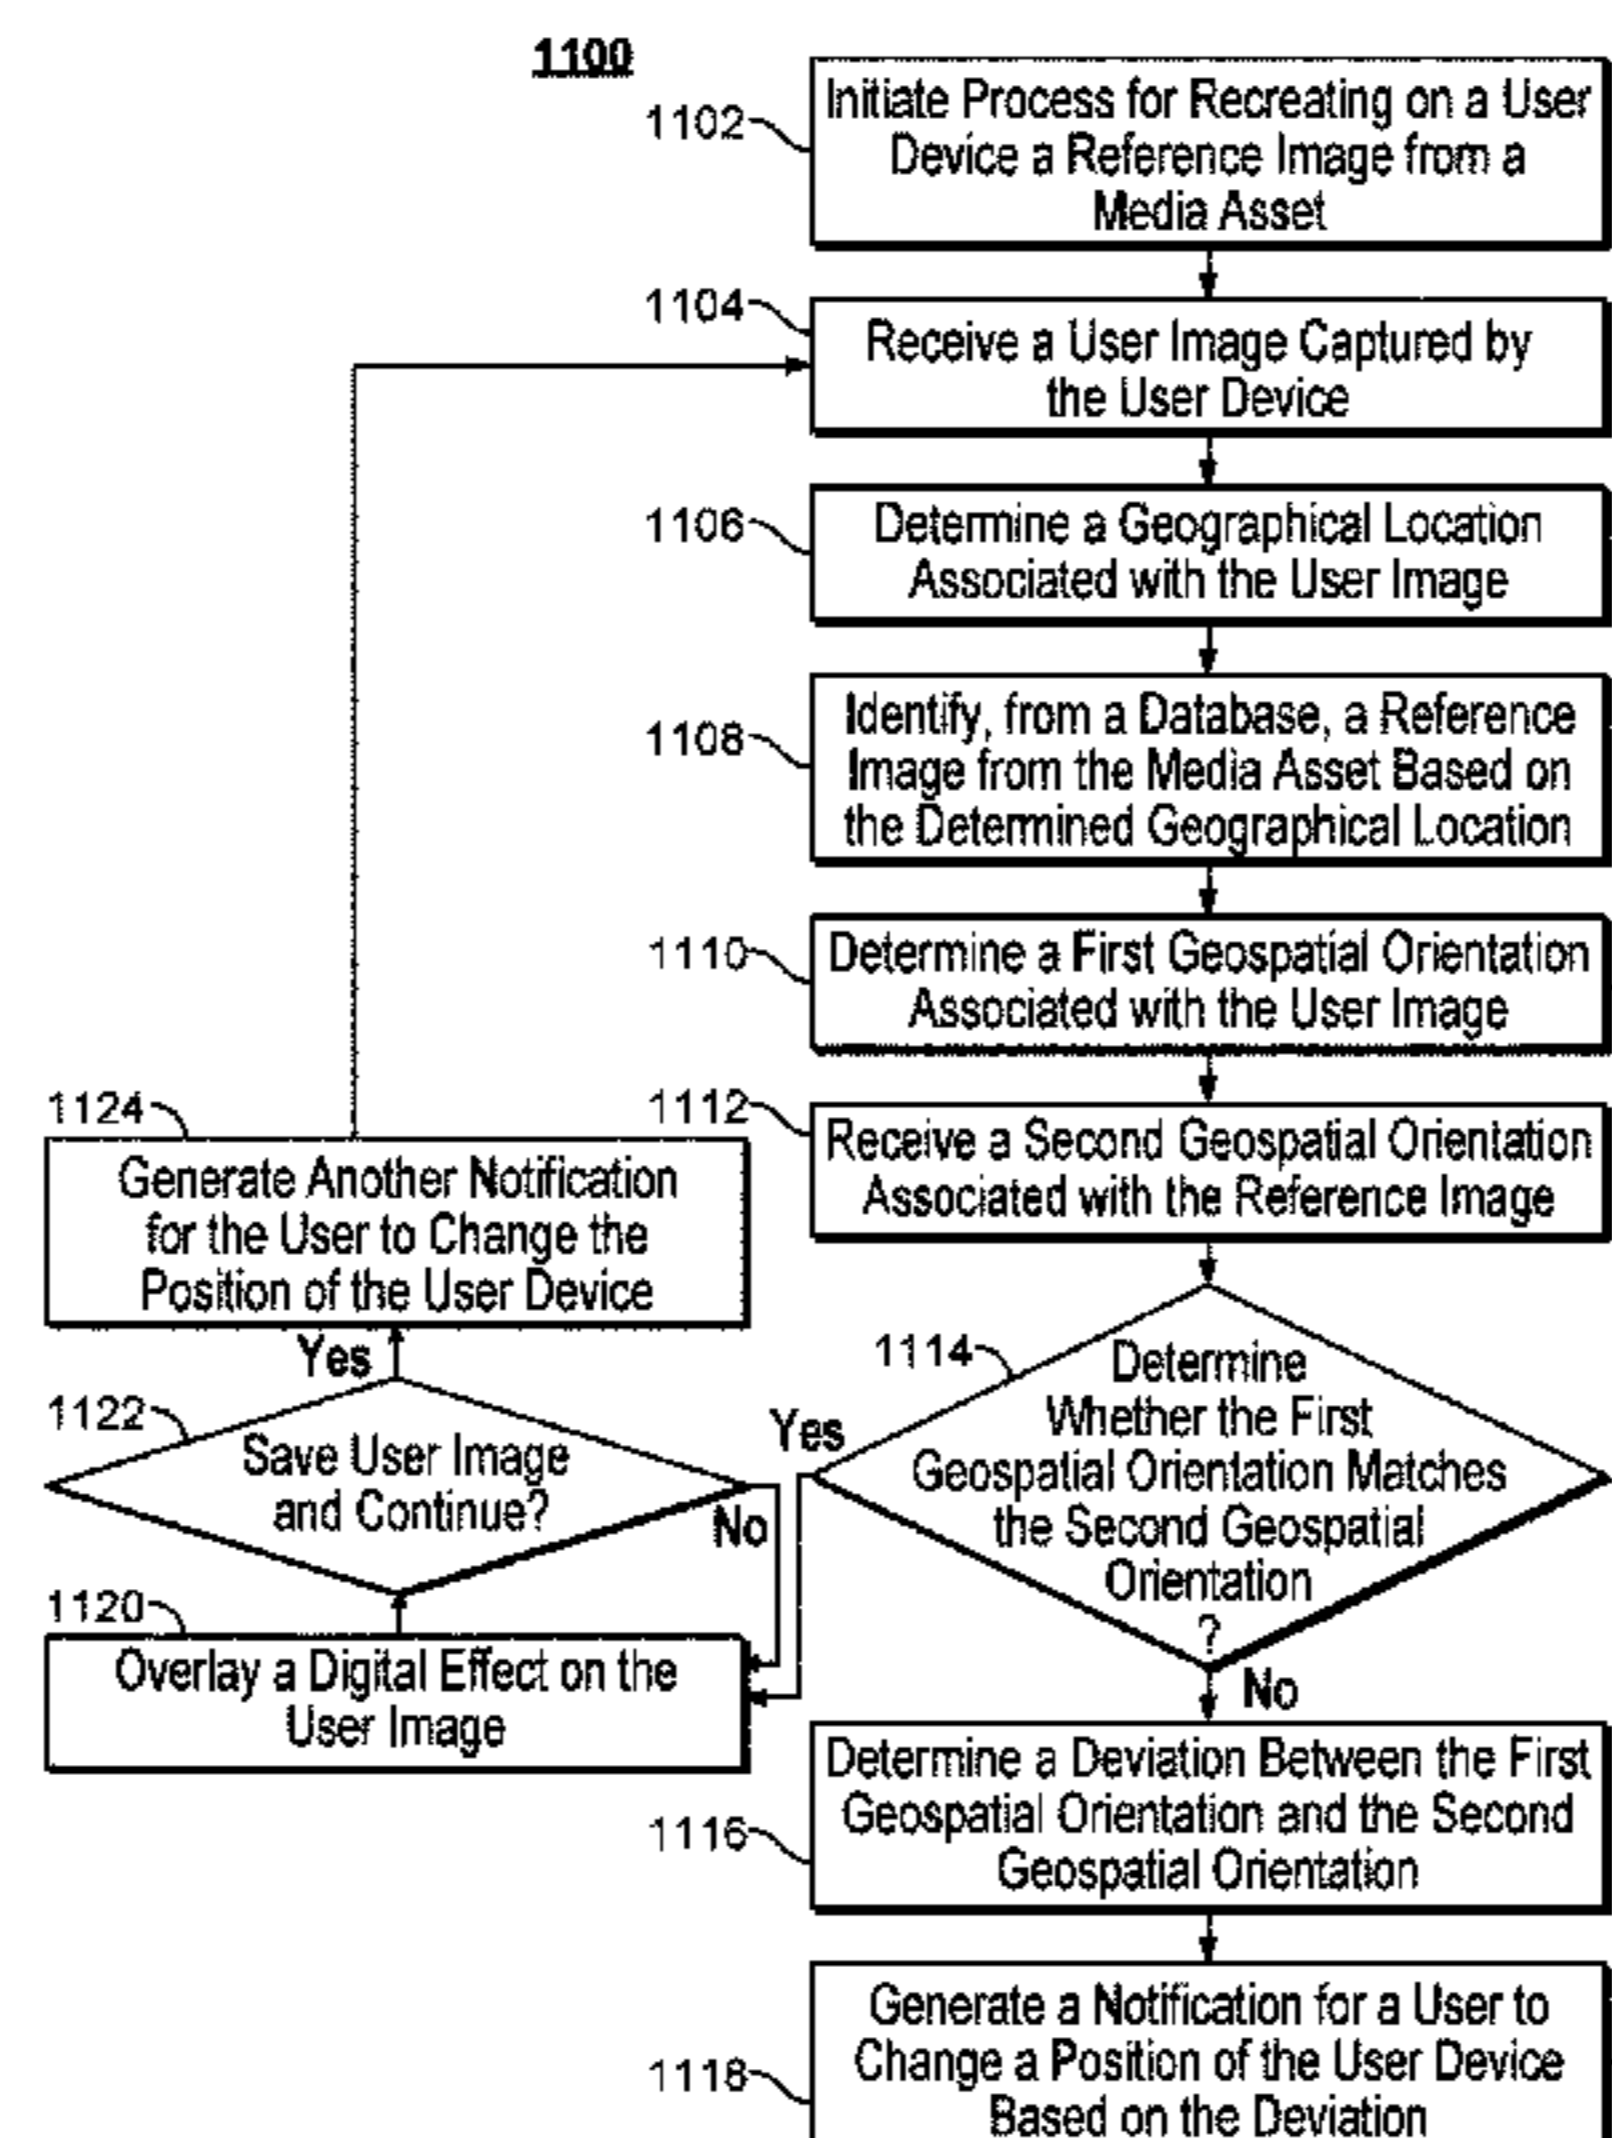 1100
1102
Initiate Process for Recreating on a User
Device a Reference Image from a
Media Asset
1104
Receive a User Image Captured by
the User Device
1106
Determine a Geographical Location
Associated with the User Image
1108
Identify, from a Database, a Reference
Image from the Media Asset Based on
the Determined Geographical Location
1110
Determine a First Geospatial Orientation
Associated with the User Image
1112
Receive a Second Geospatial Orientation
Associated with the Reference Image
1114
Determine
Whether the First
Geospatial Orientation Matches
the Second Geospatial
Orientation
?
Yes
No
1116
Determine a Deviation Between the First
Geospatial Orientation and the Second
Geospatial Orientation
1118
Generate a Notification for a User to
Change a Position of the User Device
Based on the Deviation
1124
Generate Another Notification
for the User to Change the
Position of the User Device
Yes
1122
Save User Image
and Continue?
No
1120
Overlay a Digital Effect on the
User Image